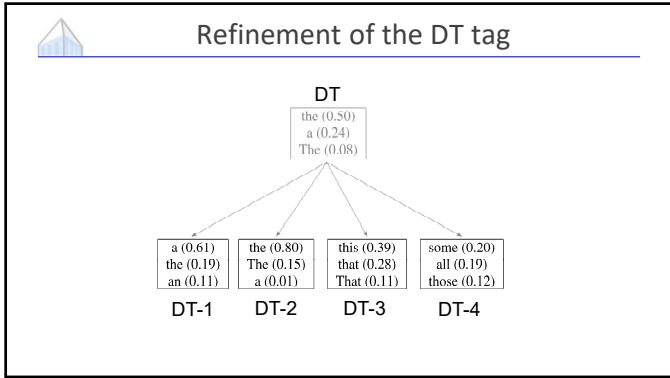 Refinement of the DT tag
DT
the (0.50)
a (0.24)
The (0.08)
a (0.61)
the (0.19)
an (0.11)
DT-1
the (0.80)
The (0.15)
a (0.01)
DT-2
this (0.39)
that (0.28)
That (0.11)
DT-3
some (0.20)
all (0.19)
those (0.12)
DT-4